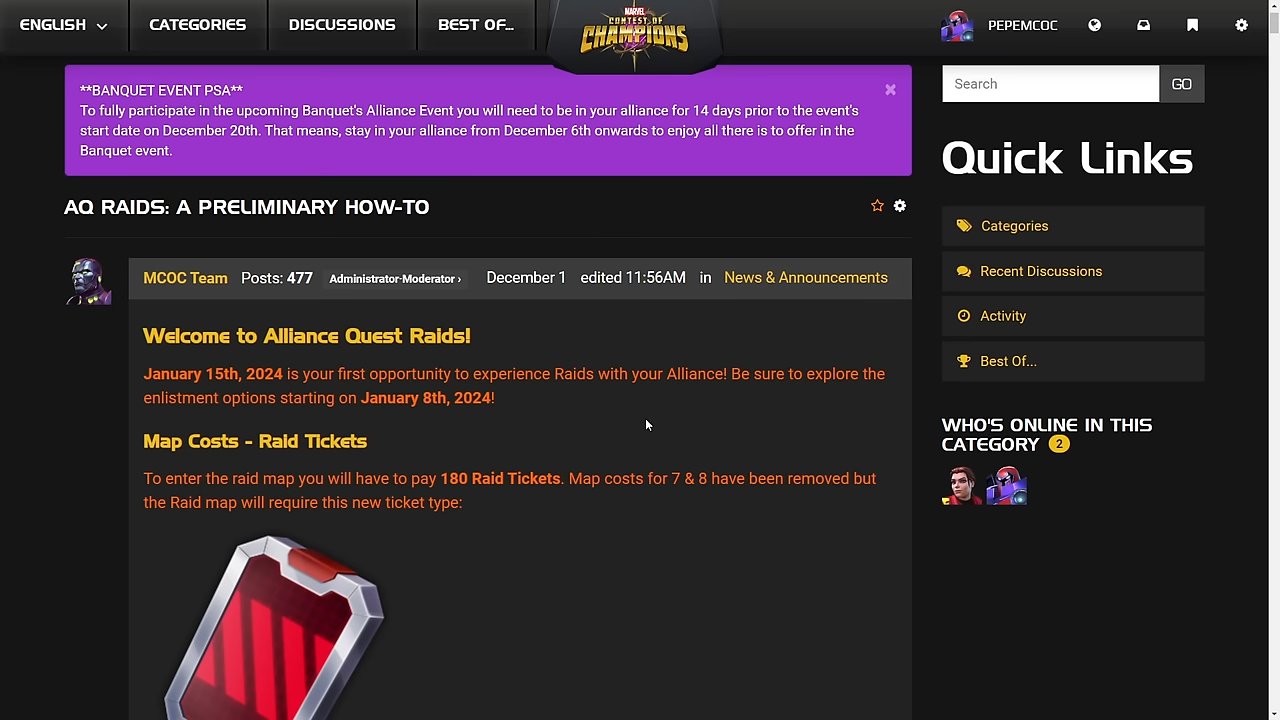 ENGLISH
CATEGORIES
DISCUSSIONS
BEST OF...
MARVEL
CONTEST OF
CHAMPIONS
PEPEMCOC
**BANQUET EVENT PSA**
To fully participate in the upcoming Banquet's Alliance Event you will need to be in your alliance for 14 days prior to the event's
start date on December 20th. That means, stay in your alliance from December 6th onwards to enjoy all there is to offer in the
Banquet event.
×
AQ RAIDS: A PRELIMINARY HOW-TO
MCOC Team Posts: 477 Administrator-Moderator › December 1 edited 11:56AM in News & Announcements
Welcome to Alliance Quest Raids!
January 15th, 2024 is your first opportunity to experience Raids with your Alliance! Be sure to explore the
enlistment options starting on January 8th, 2024!
Map Costs - Raid Tickets
To enter the raid map you will have to pay 180 Raid Tickets. Map costs for 7 & 8 have been removed but
the Raid map will require this new ticket type:
Search
GO
Quick Links
Categories
Recent Discussions
Activity
Best Of...
WHO'S ONLINE IN THIS
CATEGORY 2